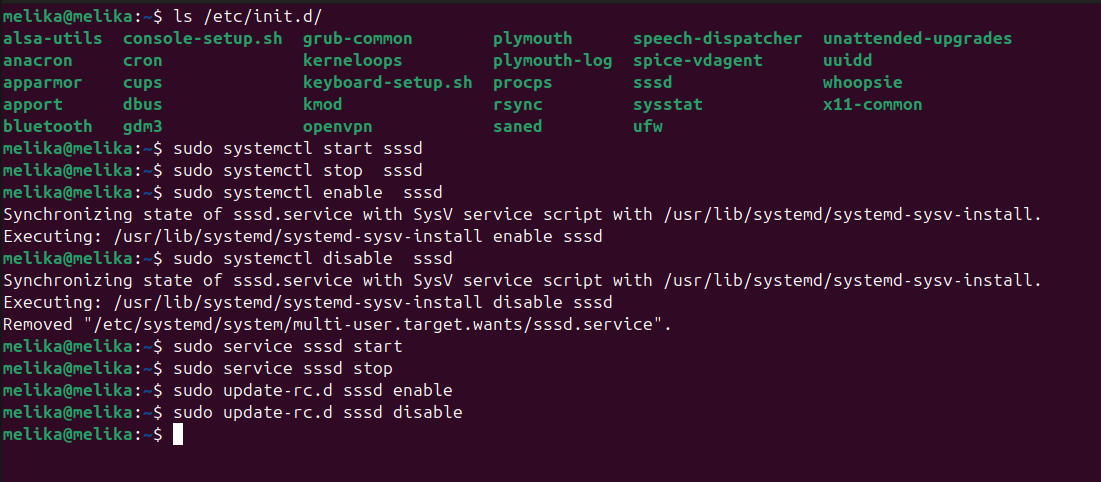 melika@melika:~$ ls /etc/init.d/
alsa-utils  console-setup.sh  grub-common        plymouth      speech-dispatcher  unattended-upgrades
anacron     cron              kerneloops         plymouth-log  spice-vdagent      uuidd
apparmor    cups              keyboard-setup.sh  procps        sssd               whoopsie
apport      dbus              kmod               rsync         sysstat            x11-common
bluetooth   gdm3              openvpn            saned         ufw
melika@melika:~$ sudo systemctl start sssd
melika@melika:~$ sudo systemctl stop  sssd
melika@melika:~$ sudo systemctl enable  sssd
Synchronizing state of sssd.service with SysV service script with /usr/lib/systemd/systemd-sysv-install.
Executing: /usr/lib/systemd/systemd-sysv-install enable sssd
melika@melika:~$ sudo systemctl disable  sssd
Synchronizing state of sssd.service with SysV service script with /usr/lib/systemd/systemd-sysv-install.
Executing: /usr/lib/systemd/systemd-sysv-install disable sssd
Removed "/etc/systemd/system/multi-user.target.wants/sssd.service".
melika@melika:~$ sudo service sssd start
melika@melika:~$ sudo service sssd stop
melika@melika:~$ sudo update-rc.d sssd enable
melika@melika:~$ sudo update-rc.d sssd disable
melika@melika:~$